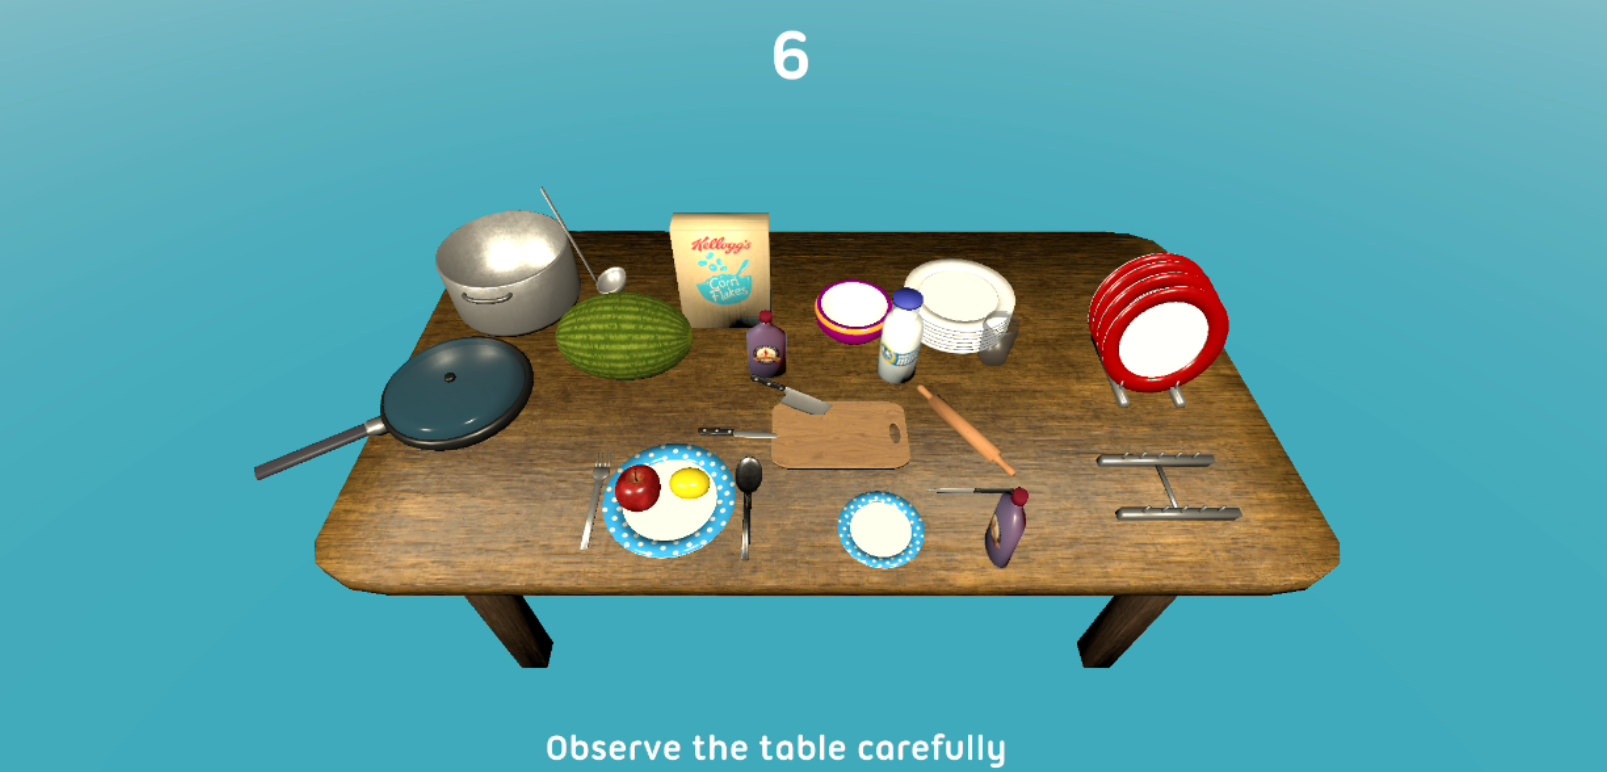 6
Kellogg's
Corn
Flakes
Observe the table carefully